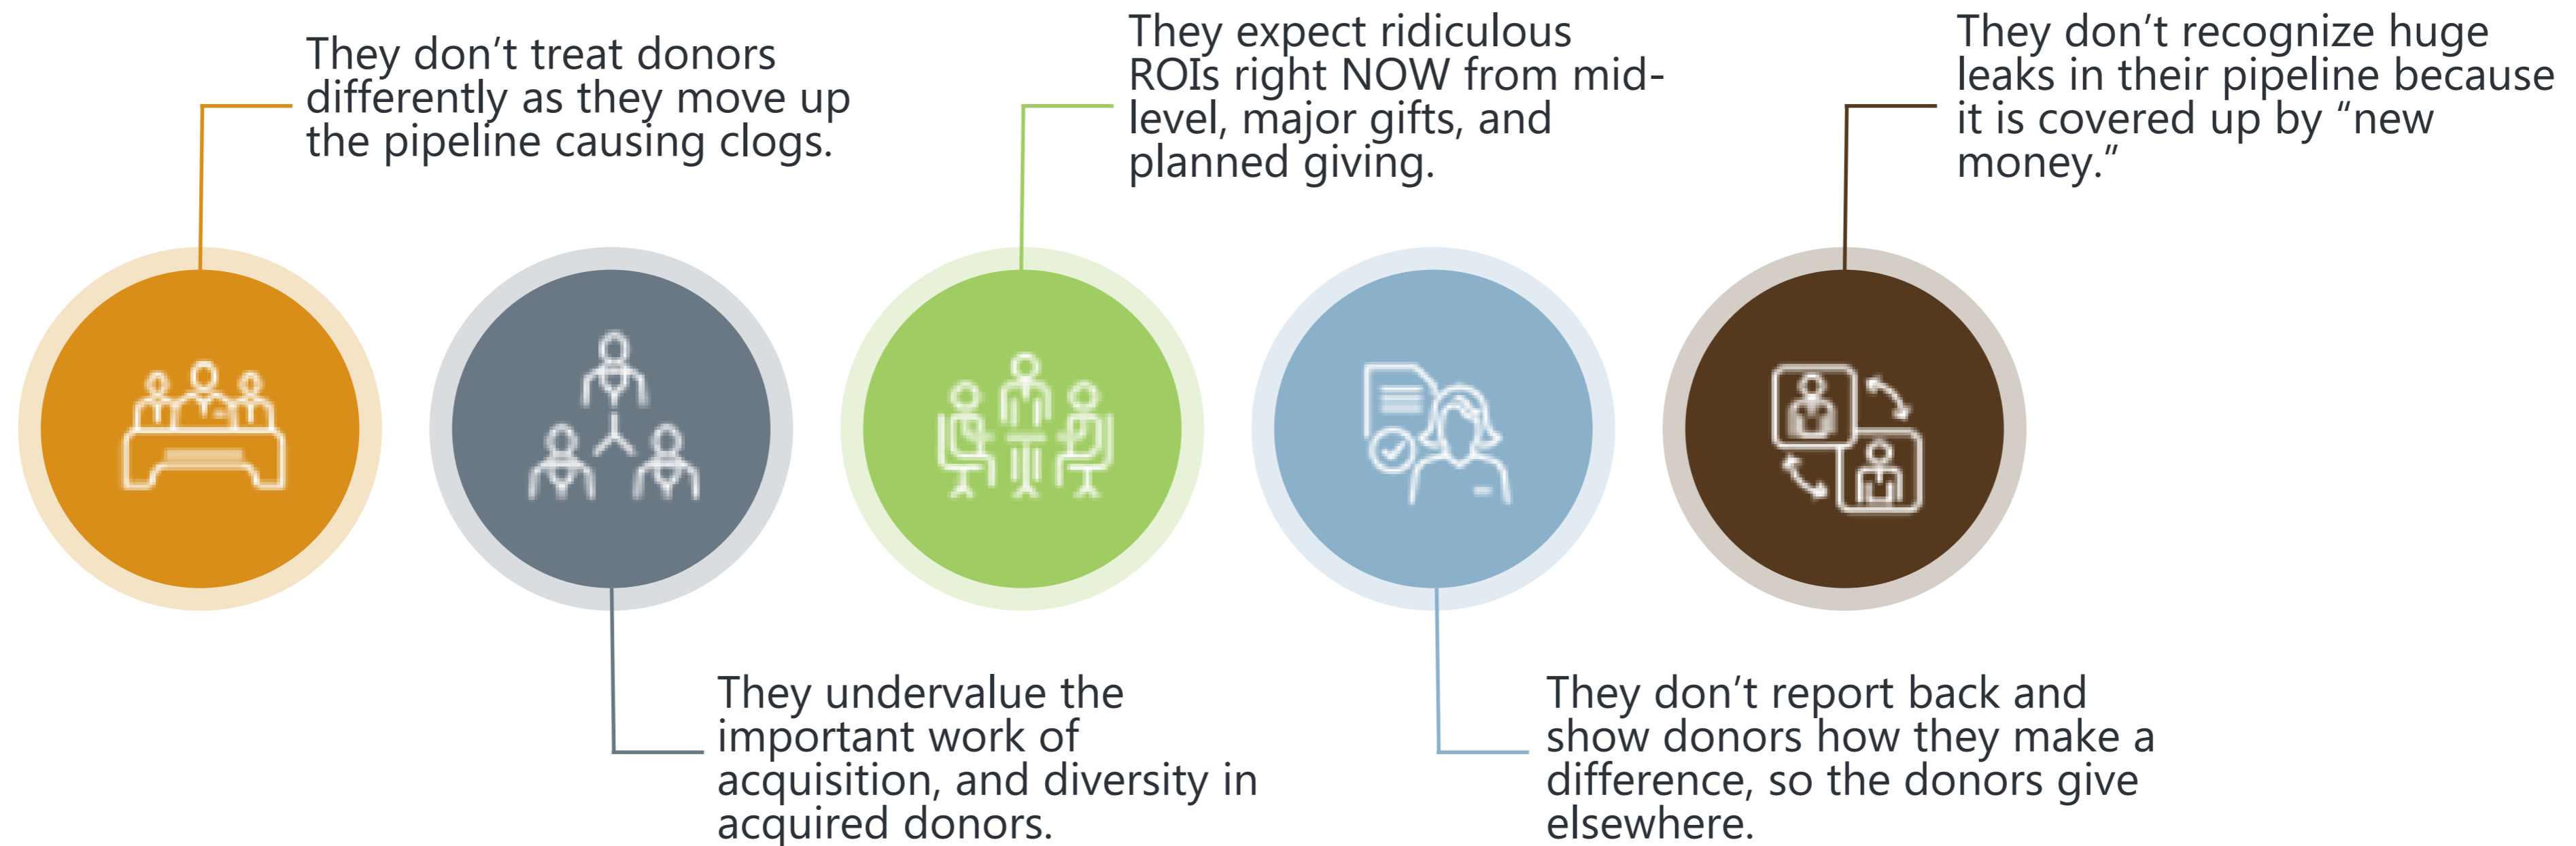 They don’t treat donors
differently as they move up
the pipeline causing clogs.
They undervalue the
important work of
acquisition, and diversity in
acquired donors.
They expect ridiculous
ROIs right NOW from mid-
level, major gifts, and
planned giving.
They don’t report back and
show donors how they make a
difference, so the donors give
elsewhere.
They don’t recognize huge
leaks in their pipeline because
it is covered up by “new
money.”